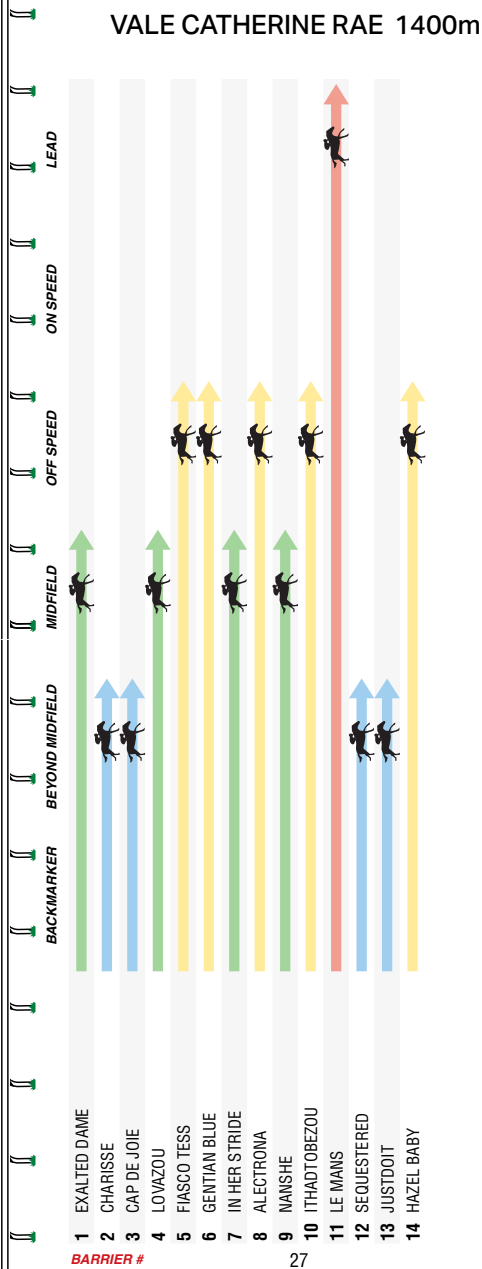 VALE CATHERINE RAE 1400m
LEAD
ON SPEED
OFF SPEED
MIDFIELD
BEYOND MIDFIELD
BACKMARKER
1 EXALTED DAME
2 CHARISSE
3 CAP DE JOIE
4 LOVAZOU
5 FIASCO TESS
6 GENTIAN BLUE
7 IN HER STRIDE
8 ALECTRONA
9 NANSHE
10 ITHADTOBEZOU
11 LE MANS
12 SEQUESTERED
13 JUSTDOIT
14 HAZEL BABY
BARRIER #
27